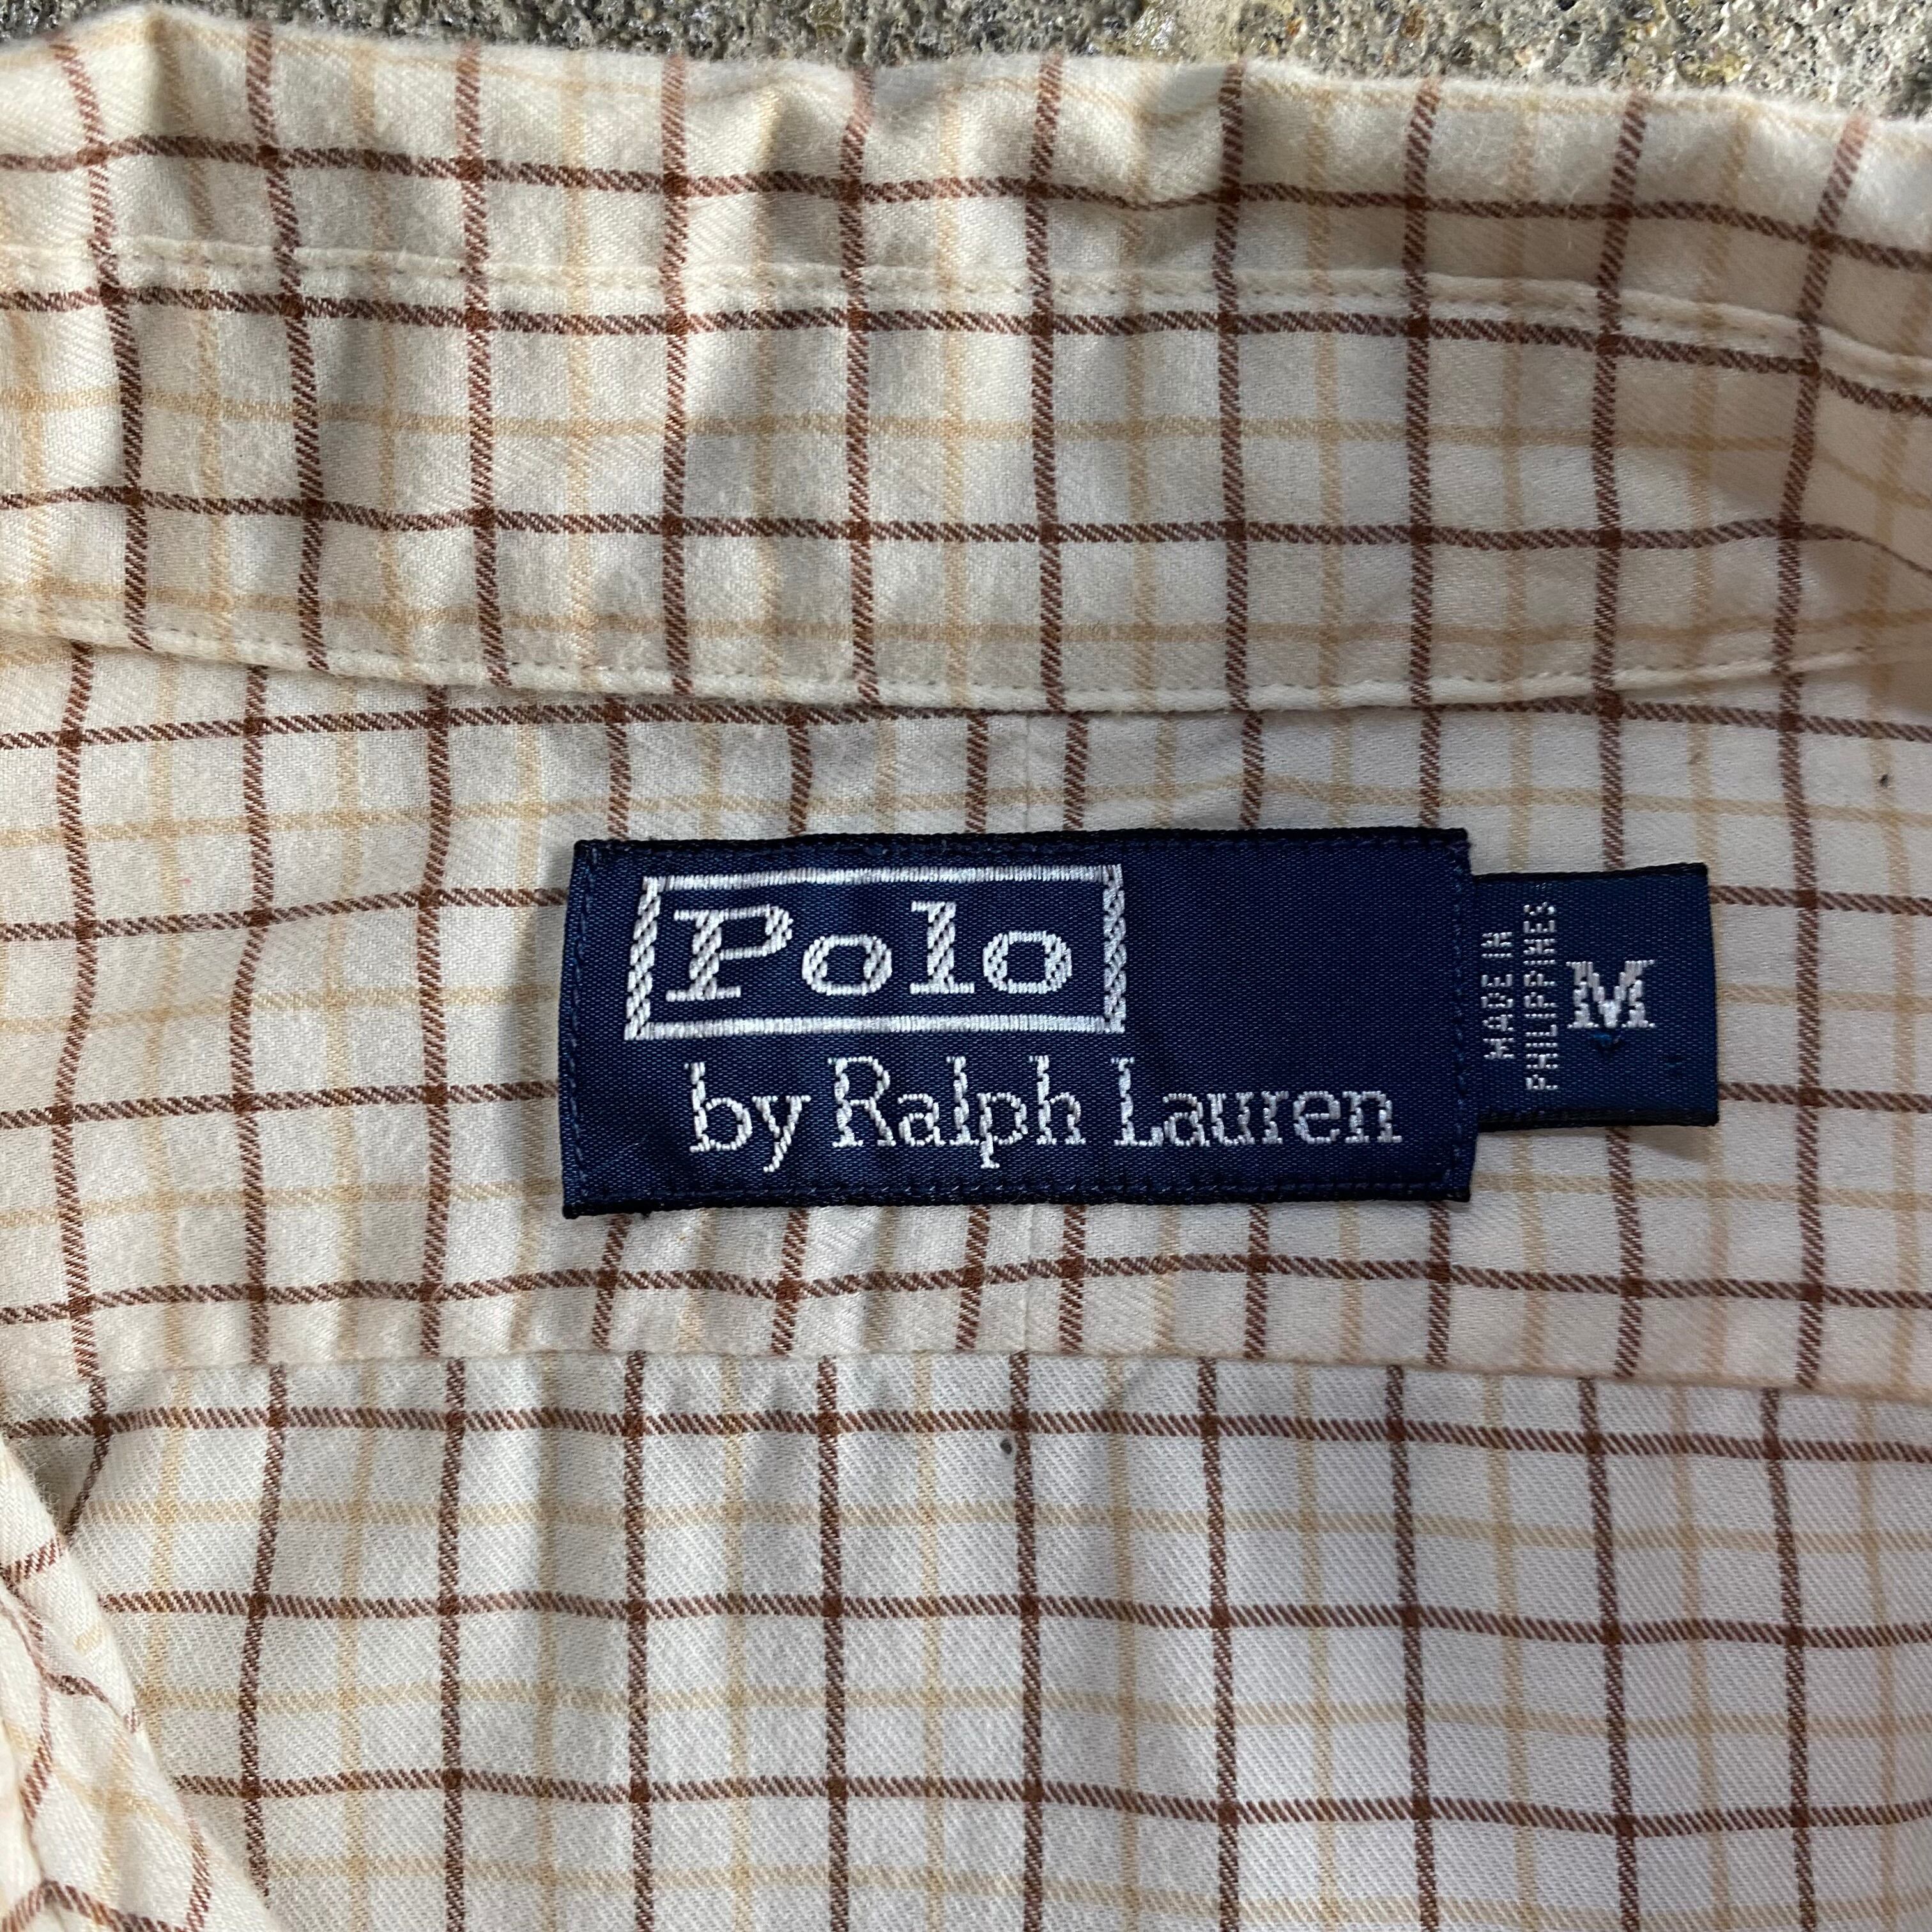 Polo
by Ralph Lauren
MADE IN
PHILIPPINES
M